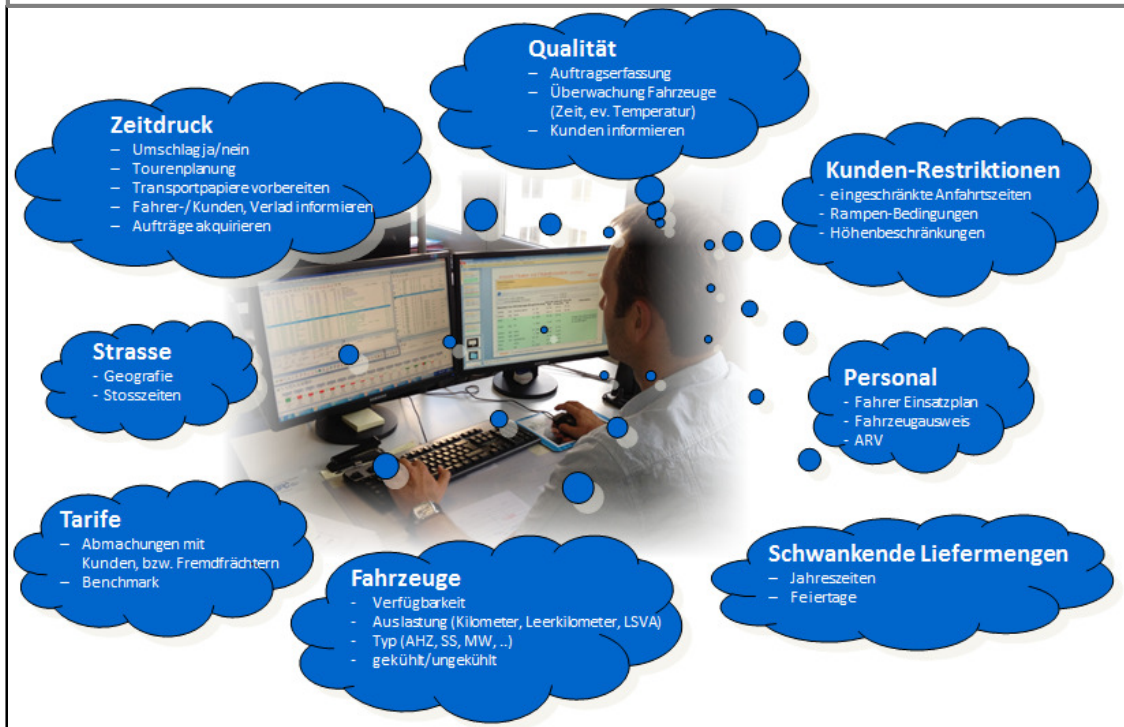 Qualität
– Auftragserfassung
– Überwachung Fahrzeuge
(Zeit, ev. Temperatur)
– Kunden informieren
Zeitdruck
– Umschlag ja/nein
– Tourenplanung
– Transportpapiere vorbereiten
– Fahrer-/ Kunden, Verlad informieren
– Aufträge akquirieren
Kunden-Restriktionen
- eingeschränkte Anfahrtszeiten
- Rampen-Bedingungen
- Höhenbeschränkungen
Strasse
- Geografie
- Stosszeiten
Personal
- Fahrer Einsatzplan
- Fahrzeugausweis
- ARV
Tarife
– Abmachungen mit
Kunden, bzw. Fremdfrächtern
– Benchmark
Fahrzeuge
- Verfügbarkeit
- Auslastung (Kilometer, Leerkilometer, LSVA)
- Typ (AHZ, SS, MW, ..)
- gekühlt/ungekühlt
Schwankende Liefermengen
– Jahreszeiten
– Feiertage